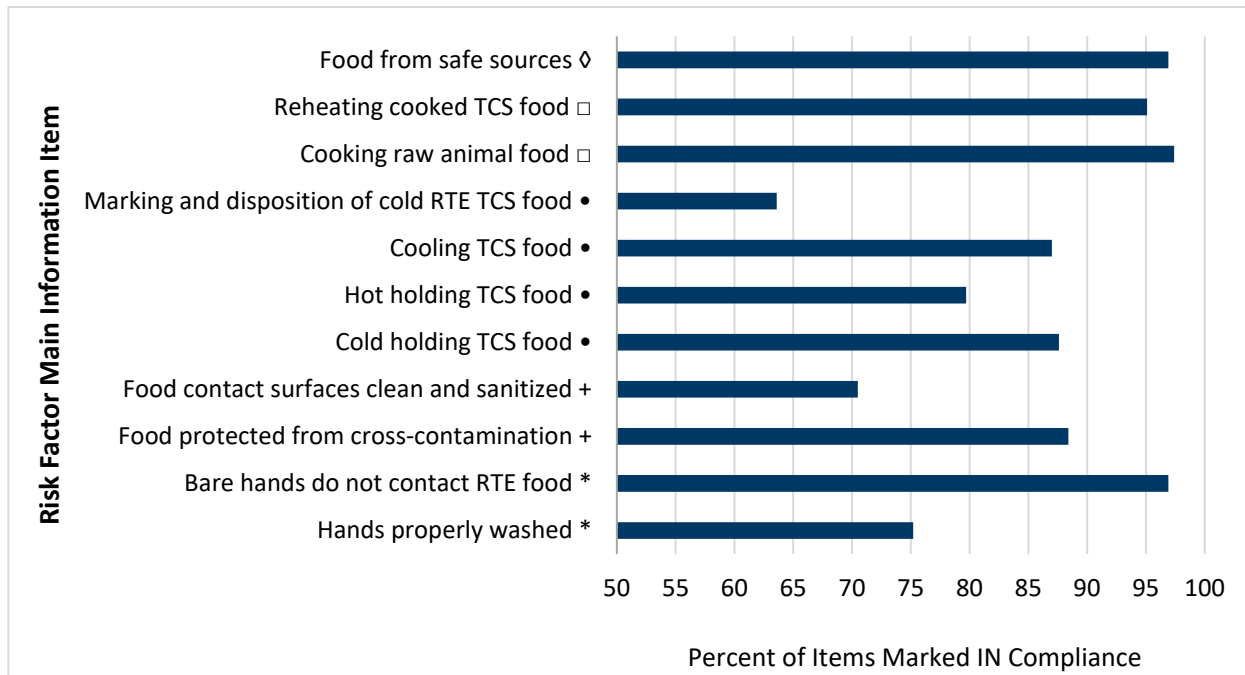 Risk Factor Main Information Item
Food from safe sources ◊
Reheating cooked TCS food □
Cooking raw animal food □
Marking and disposition of cold RTE TCS food •
Cooling TCS food •
Hot holding TCS food •
Cold holding TCS food •
Food contact surfaces clean and sanitized +
Food protected from cross-contamination +
Bare hands do not contact RTE food *
Hands properly washed *
50 55 60 65 70 75 80 85 90 95 100
Percent of Items Marked IN Compliance